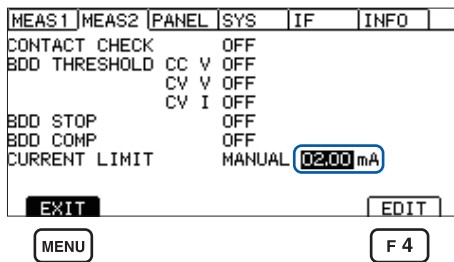 MEAS1 MEAS2 PANEL SYS IF INFO
CONTACT CHECK OFF
BDD THRESHOLD CC V OFF
CV V OFF
CV I OFF
BDD STOP OFF
BDD COMP OFF
CURRENT LIMIT MANUAL 02.00 mA
EXIT EDIT
MENU F 4